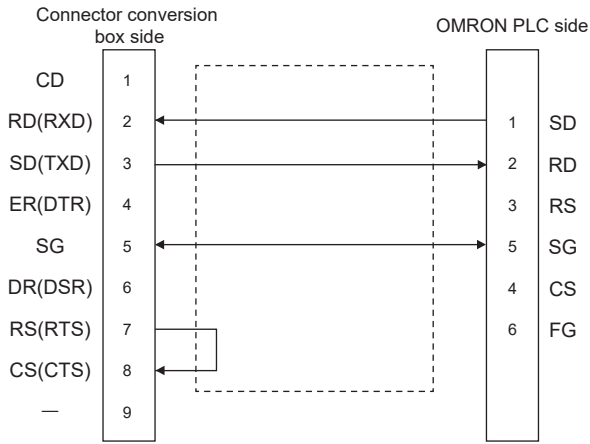 Connector conversion
box side
OMRON PLC side
CD 1
RD(RXD) 2 1 SD
SD(TXD) 3 2 RD
ER(DTR) 4 3 RS
SG 5 5 SG
DR(DSR) 6 4 CS
RS(RTS) 7 6 FG
CS(CTS) 8
— 9